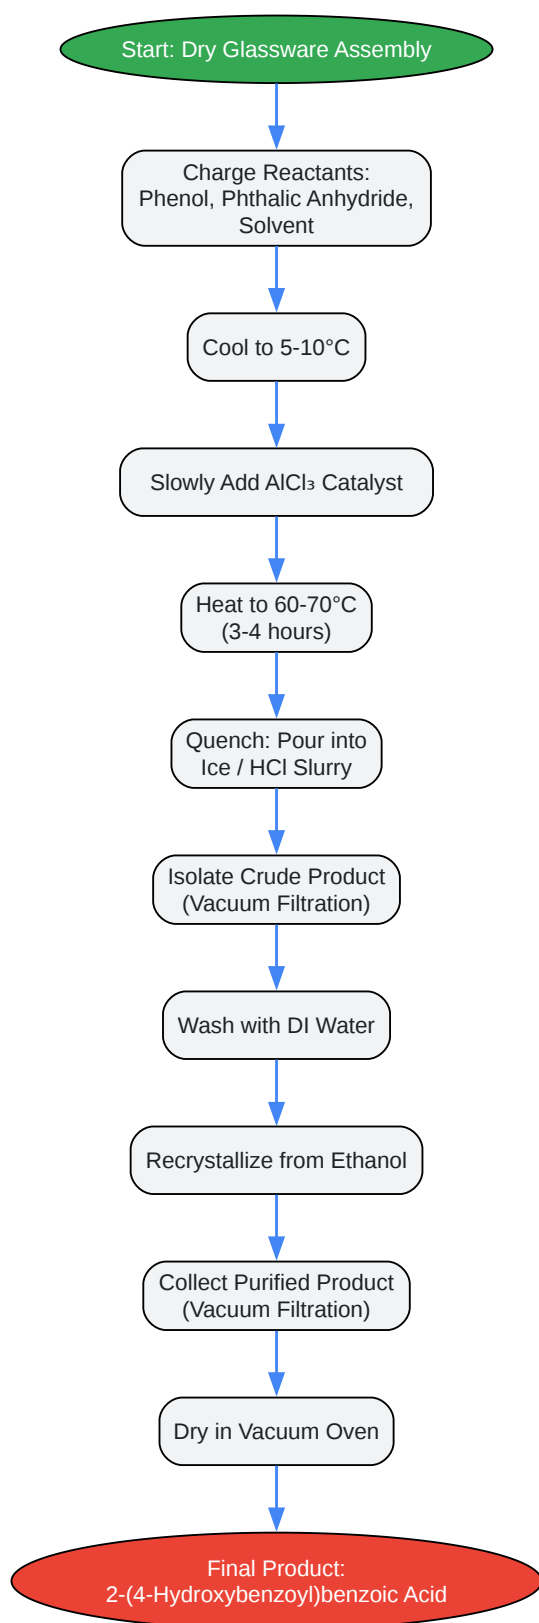 Start: Dry Glassware Assembly
Charge Reactants:
Phenol, Phthalic Anhydride,
Solvent
Cool to 5-10°C
Slowly Add AlCl₃ Catalyst
Heat to 60-70°C
(3-4 hours)
Quench: Pour into
Ice / HCl Slurry
Isolate Crude Product
(Vacuum Filtration)
Wash with DI Water
Recrystallize from Ethanol
Collect Purified Product
(Vacuum Filtration)
Dry in Vacuum Oven
Final Product:
2-(4-Hydroxybenzoyl)benzoic Acid